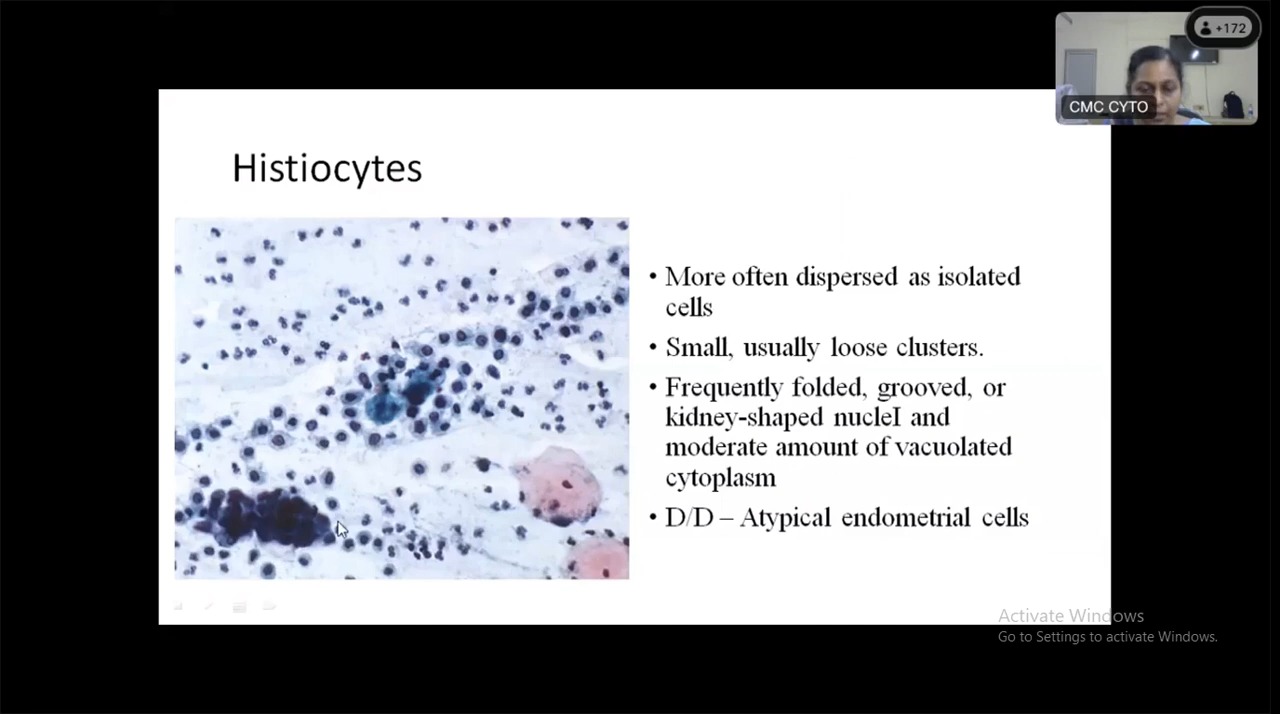 +172
CMC CYTO
Histiocytes
• More often dispersed as isolated
cells
• Small, usually loose clusters.
• Frequently folded, grooved, or
kidney-shaped nucleI and
moderate amount of vacuolated
cytoplasm
• D/D – Atypical endometrial cells
Activate Windows
Go to Settings to activate Windows.